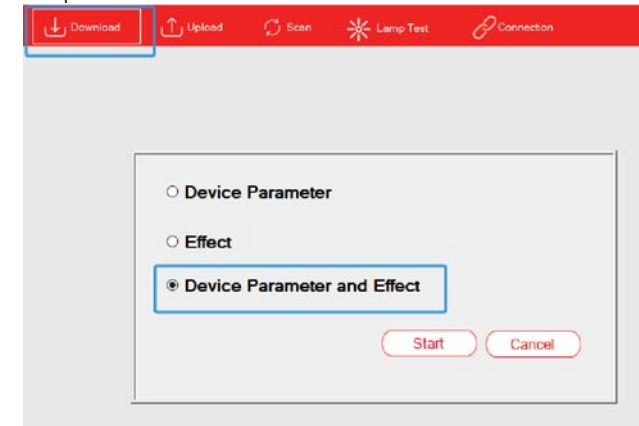 Download Upload Scan Lamp Test Connection
Device Parameter
Effect
Device Parameter and Effect
Start Cancel